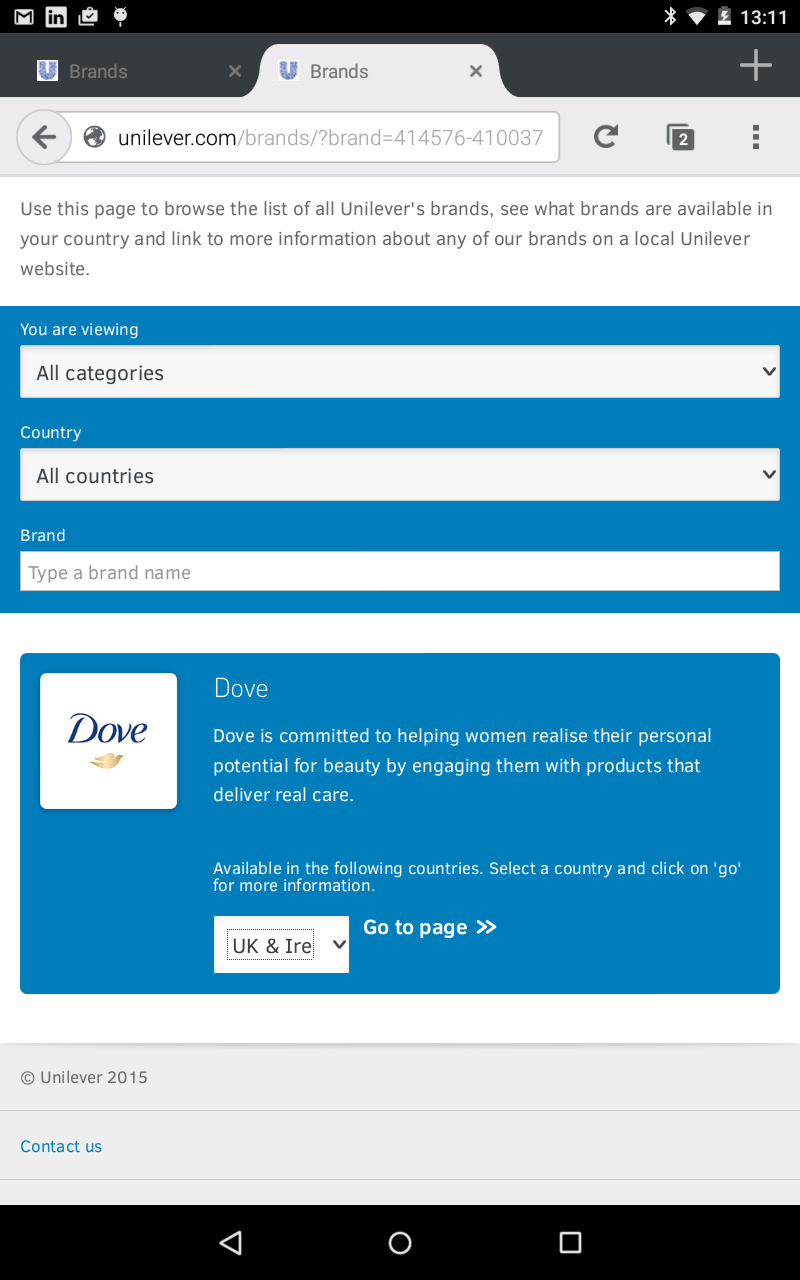 13:11
Brands
Brands
unilever.com/brands/?brand=414576-410037
2
Use this page to browse the list of all Unilever's brands, see what brands are available in
your country and link to more information about any of our brands on a local Unilever
website.
You are viewing
All categories
Country
All countries
Brand
Type a brand name
Dove
Dove
Dove is committed to helping women realise their personal
potential for beauty by engaging them with products that
deliver real care.
Available in the following countries. Select a country and click on 'go'
for more information.
UK & Ire
Go to page
© Unilever 2015
Contact us